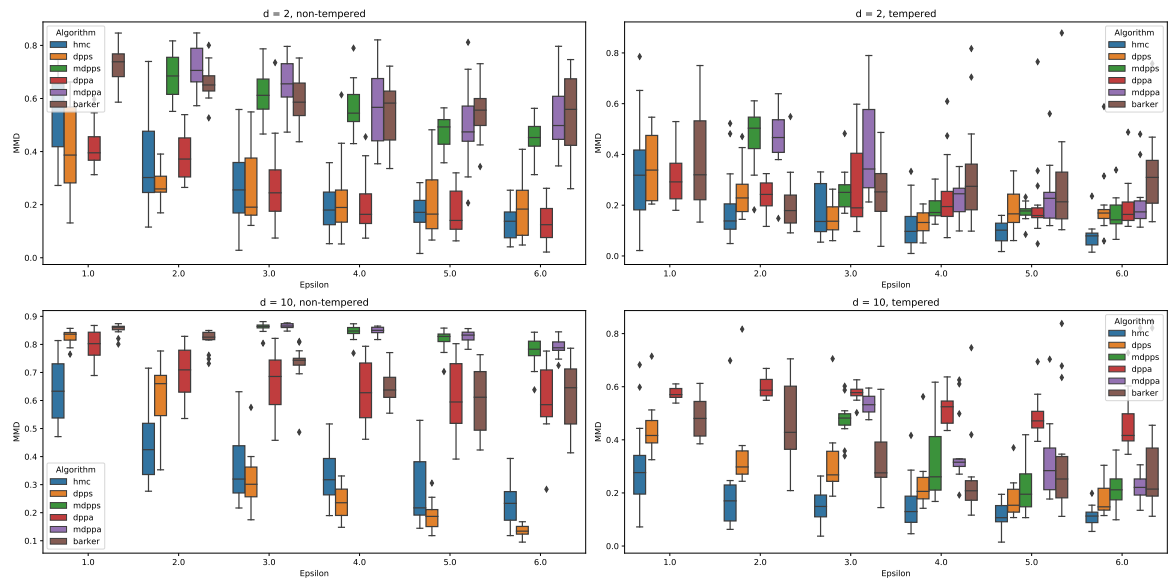 d = 2, non-tempered
MMD
0.8
0.6
0.4
0.2
0.0
Algorithm
hmc
dpps
mdpps
dppa
mdppa
barker
1.0 2.0 3.0 4.0 5.0 6.0
Epsilon
d = 2, tempered
MMD
0.8
0.6
0.4
0.2
0.0
Algorithm
hmc
dpps
mdpps
dppa
mdppa
barker
1.0 2.0 3.0 4.0 5.0 6.0
Epsilon
d = 10, non-tempered
MMD
0.9
0.8
0.7
0.6
0.5
0.4
0.3
0.2
0.1
Algorithm
hmc
dpps
mdpps
dppa
mdppa
barker
1.0 2.0 3.0 4.0 5.0 6.0
Epsilon
d = 10, tempered
MMD
0.8
0.6
0.4
0.2
0.0
Algorithm
hmc
dpps
mdpps
dppa
mdppa
barker
1.0 2.0 3.0 4.0 5.0 6.0
Epsilon